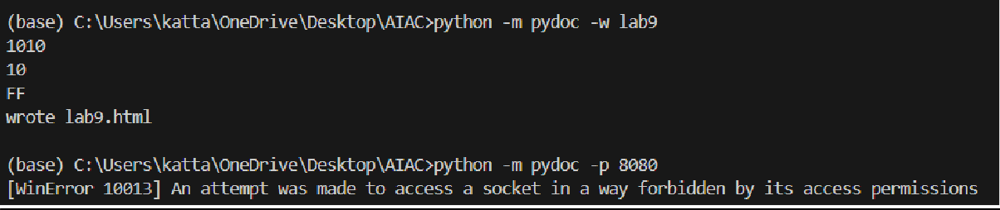 (base) C:\Users\katta\OneDrive\Desktop\AIAC>python -m pydoc -w lab9
1010
10
FF
wrote lab9.html
(base) C:\Users\katta\OneDrive\Desktop\AIAC>python -m pydoc -p 8080
[WinError 10013] An attempt was made to access a socket in a way forbidden by its access permissions